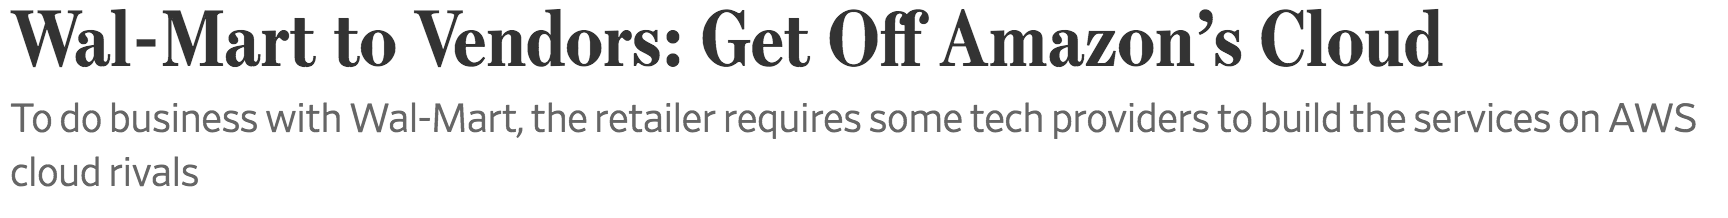 Wal-Mart to Vendors: Get Off Amazon’s Cloud
To do business with Wal-Mart, the retailer requires some tech providers to build the services on AWS
cloud rivals